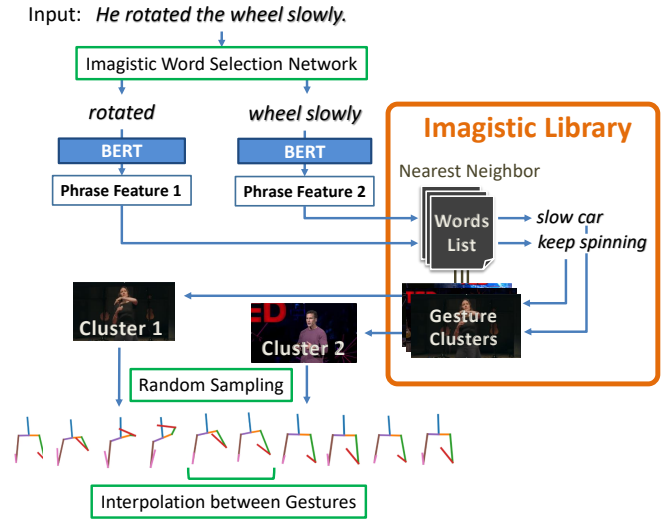 Input: He rotated the wheel slowly.
Imagistic Word Selection Network
rotated
wheel slowly
BERT
BERT
Phrase Feature 1
Phrase Feature 2
Imagistic Library
Nearest Neighbor
Words
List
slow car
keep spinning
Gesture
Clusters
Cluster 1
ED
Cluster 2
Random Sampling
Interpolation between Gestures